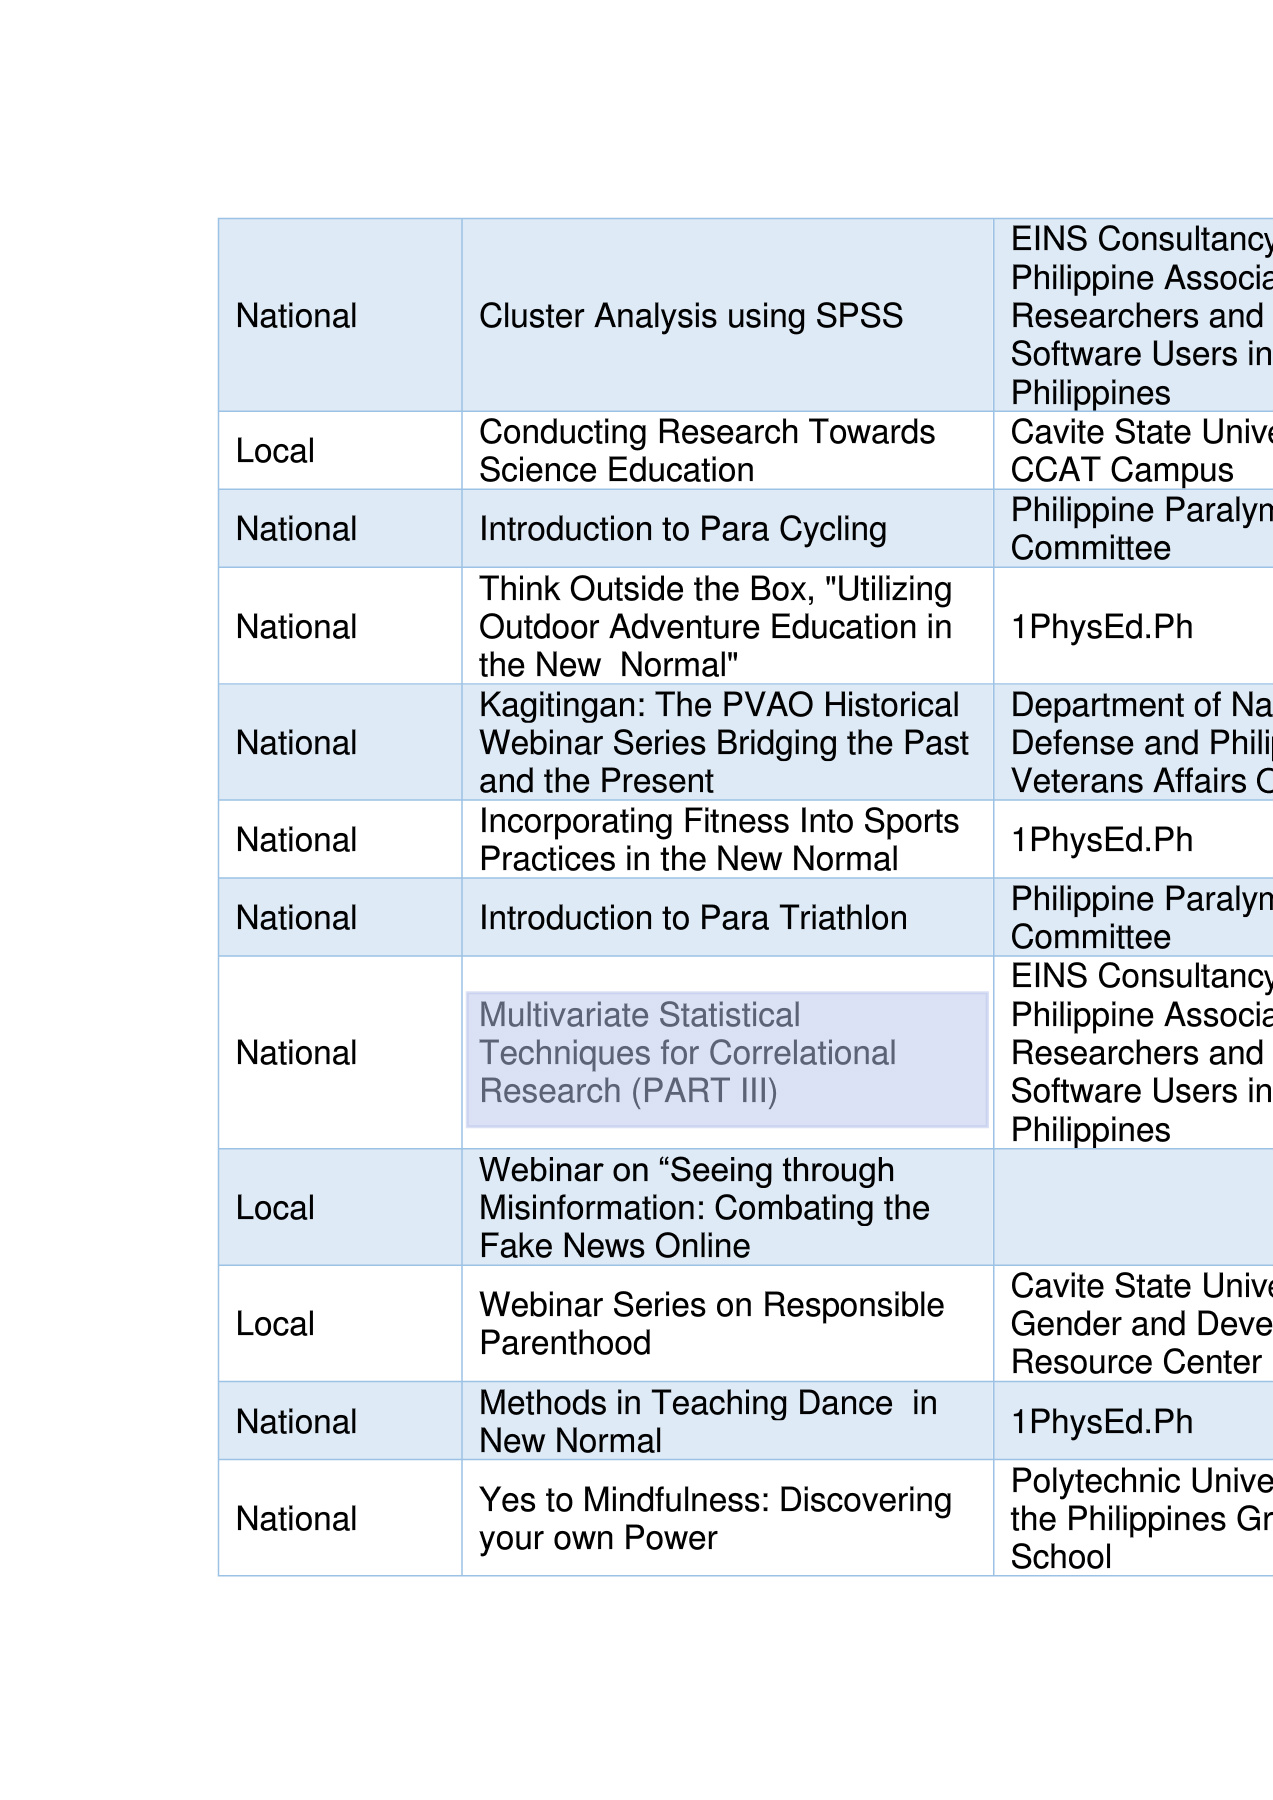 National
Cluster Analysis using SPSS
EINS Consultancy
Philippine Associa
Researchers and
Software Users in
Philippines
Local
Conducting Research Towards
Science Education
Cavite State Unive
CCAT Campus
National
Introduction to Para Cycling
Philippine Paralym
Committee
National
Think Outside the Box, "Utilizing
Outdoor Adventure Education in
the New  Normal"
1PhysEd.Ph
National
Kagitingan: The PVAO Historical
Webinar Series Bridging the Past
and the Present
Department of Na
Defense and Philip
Veterans Affairs O
National
Incorporating Fitness Into Sports
Practices in the New Normal
1PhysEd.Ph
National
Introduction to Para Triathlon
Philippine Paralym
Committee
National
Multivariate Statistical
Techniques for Correlational
Research (PART III)
EINS Consultancy
Philippine Associa
Researchers and
Software Users in
Philippines
Local
Webinar on “Seeing through
Misinformation: Combating the
Fake News Online
Local
Webinar Series on Responsible
Parenthood
Cavite State Unive
Gender and Deve
Resource Center
National
Methods in Teaching Dance  in
New Normal
1PhysEd.Ph
National
Yes to Mindfulness: Discovering
your own Power
Polytechnic Unive
the Philippines Gr
School